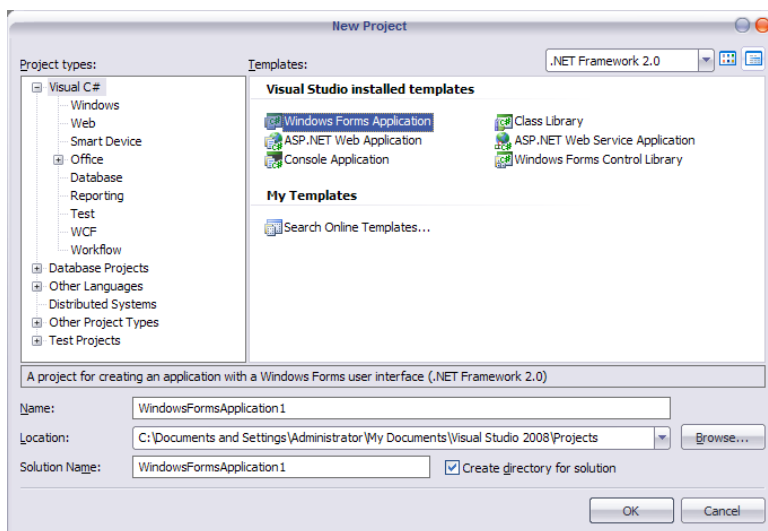 New Project
Project types:
Templates:
.NET Framework 2.0
Visual C#
Windows
Web
Smart Device
Office
Database
Reporting
Test
WCF
Workflow
Database Projects
Other Languages
Distributed Systems
Other Project Types
Test Projects
Visual Studio installed templates
Windows Forms Application
Class Library
ASP.NET Web Application
ASP.NET Web Service Application
Console Application
Windows Forms Control Library
My Templates
Search Online Templates...
A project for creating an application with a Windows Forms user interface (.NET Framework 2.0)
Name:
WindowsFormsApplication1
Location:
C:\Documents and Settings\Administrator\My Documents\Visual Studio 2008\Projects
Browse...
Solution Name:
WindowsFormsApplication1
Create directory for solution
OK
Cancel